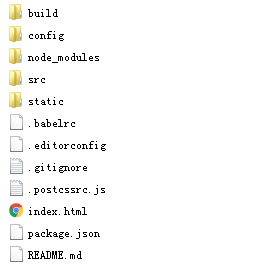 build
config
node_modules
src
static
.babelrc
.editorconfig
.gitignore
.postcssrc.js
index.html
package.json
README.md